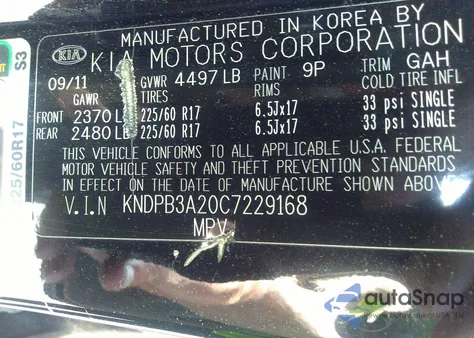 MANUFACTURED IN KOREA BY
KIA KIA MOTORS CORPORATION
09/11 GVWR 4497 LB PAINT 9P TRIM GAH
GAWR TIRES RIMS COLD TIRE INFL
FRONT 2370 LB 225/60 R17 6.5Jx17 33 psi SINGLE
REAR 2480 LB 225/60 R17 6.5Jx17 33 psi SINGLE
THIS VEHICLE CONFORMS TO ALL APPLICABLE U.S.A. FEDERAL
MOTOR VEHICLE SAFETY AND THEFT PREVENTION STANDARDS
IN EFFECT ON THE DATE OF MANUFACTURE SHOWN ABOVE
V.I.N KNDPB3A20C7229168
MPV
25/60R17 S3
autoSnap